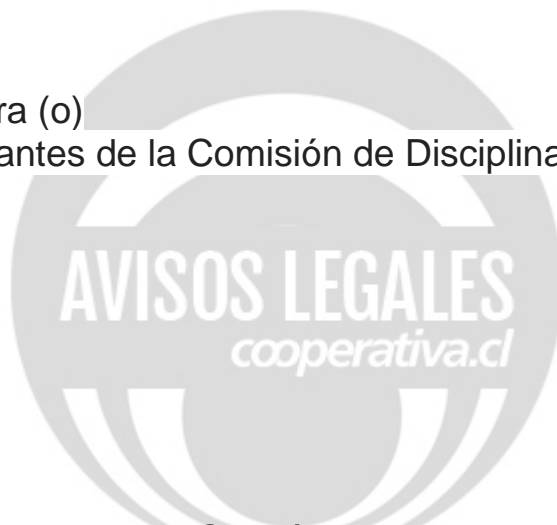 ra (o)
antes de la Comisión de Disciplina
AVISOS LEGALES
cooperativa.cl